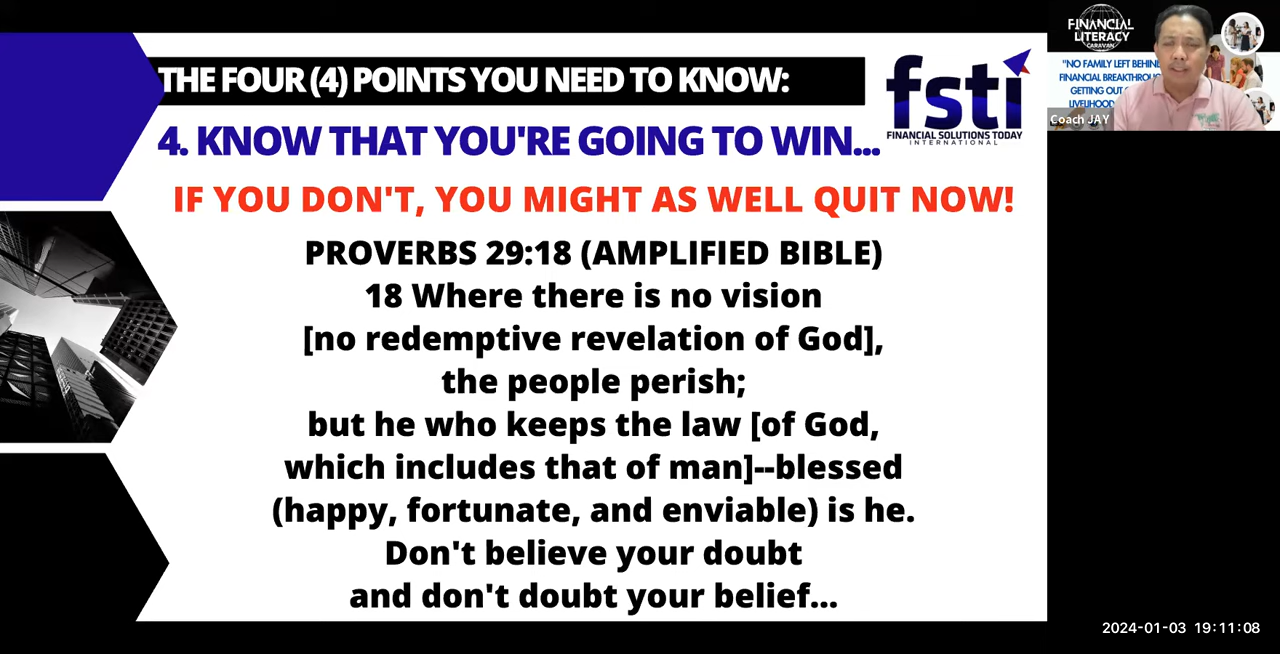 THE FOUR (4) POINTS YOU NEED TO KNOW:
4. KNOW THAT YOU'RE GOING TO WIN...
fsti
FINANCIAL SOLUTIONS TODAY
INTERNATIONAL
IF YOU DON'T, YOU MIGHT AS WELL QUIT NOW!
PROVERBS 29:18 (AMPLIFIED BIBLE)
18 Where there is no vision
[no redemptive revelation of God],
the people perish;
but he who keeps the law [of God,
which includes that of man]--blessed
(happy, fortunate, and enviable) is he.
Don't believe your doubt
and don't doubt your belief...
FINANCIAL
LITERACY
CARAVAN
"NO FAMILY LEFT BEHIN
FINANCIAL BREAKTHROU
GETTING OUT
Coach JAY
2024-01-03 19:11:08